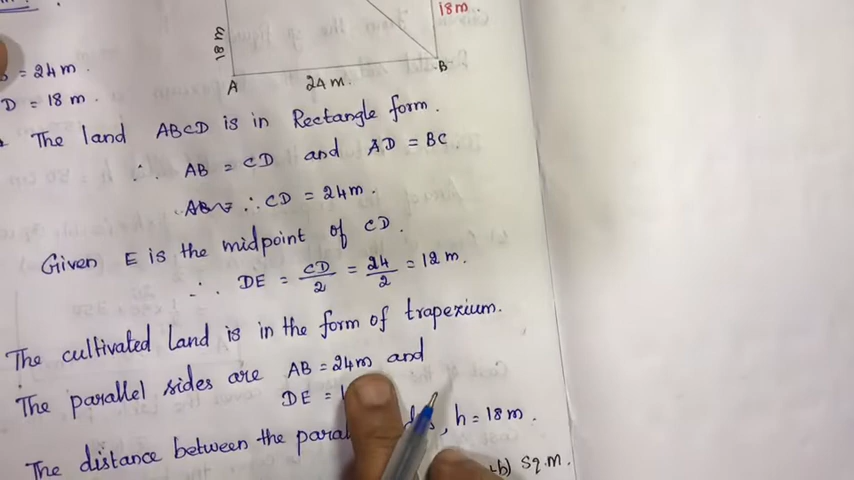 18m.
18m
= 24m.
A
24m.
B
D = 18m.
The land ABCD is in Rectangle form.
∴ AB = CD and AD = BC
∴ CD = 24m.
Given E is the midpoint of CD.
∴ DE = CD/2 = 24/2 = 12m.
The cultivated land is in the form of trapezium.
The parallel sides are AB = 24m and
DE =
The distance between the , h = 18m.
sq.m.